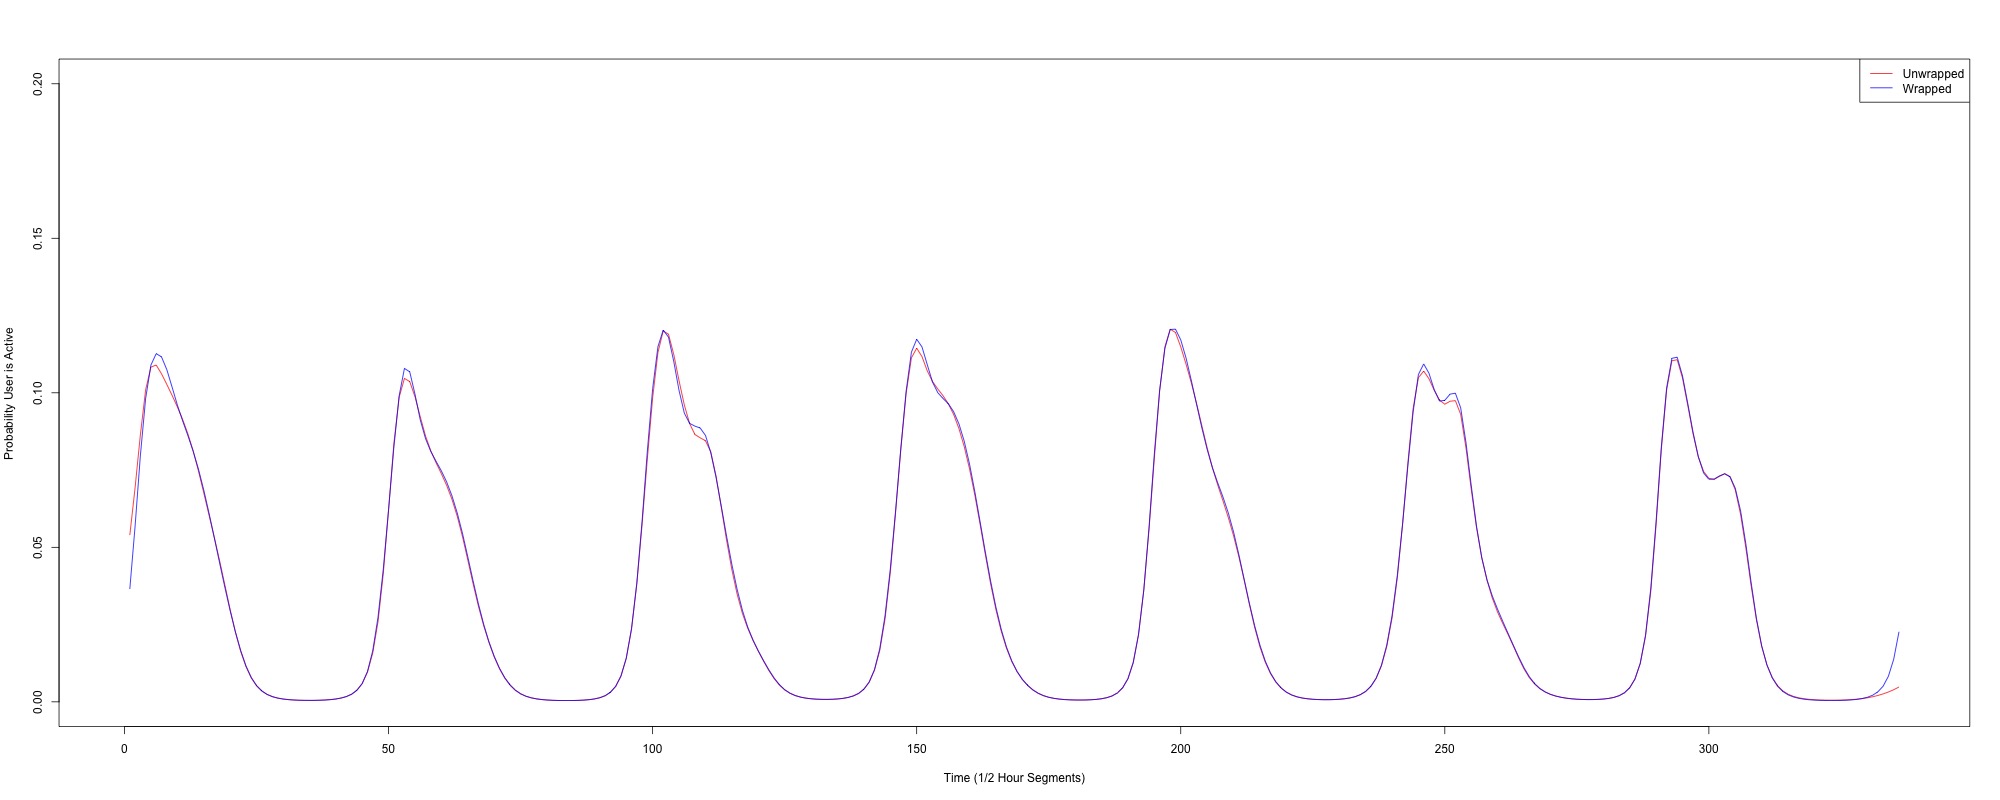 Unwrapped
Wrapped
0.20
0.15
0.10
0.05
0.00
Probability User is Active
0 50 100 150 200 250 300
Time (1/2 Hour Segments)